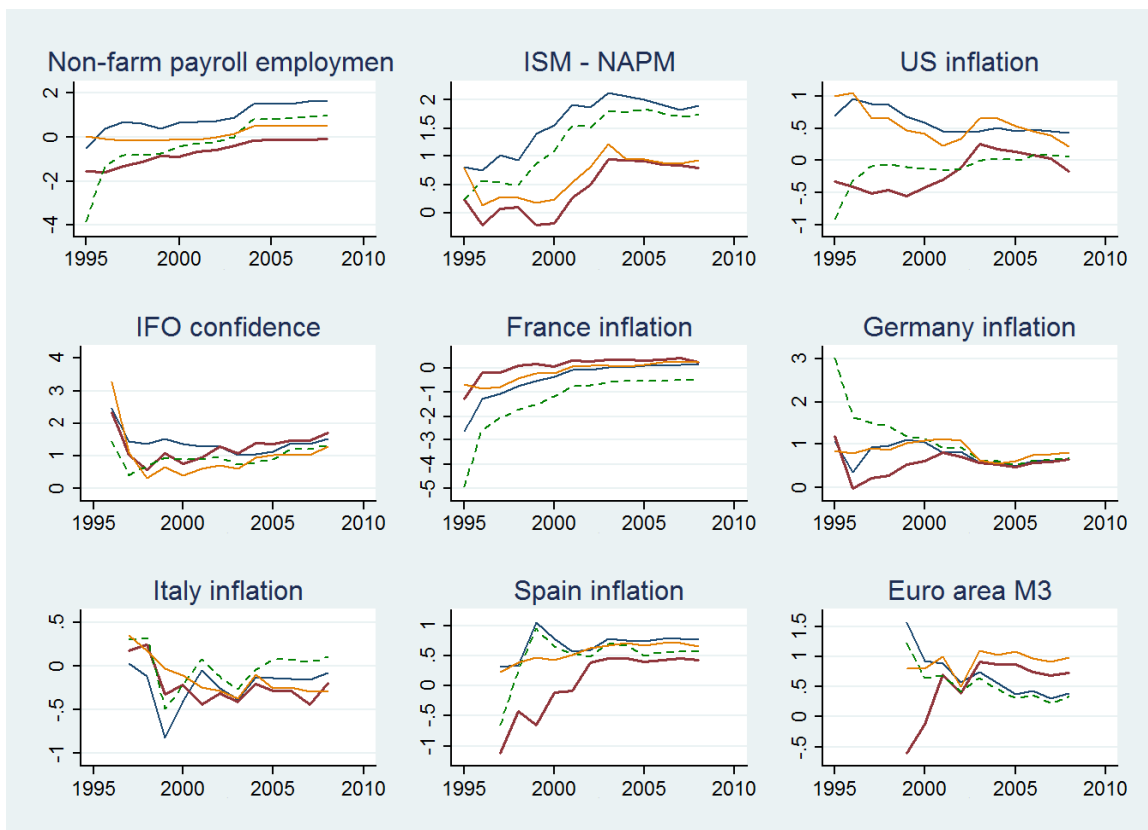 Non-farm payroll employmen
2
0
-2
-4
1995 2000 2005 2010
ISM - NAPM
2
1.5
1
.5
0
1995 2000 2005 2010
US inflation
1
.5
0
-.5
-1
1995 2000 2005 2010
IFO confidence
4
3
2
1
0
1995 2000 2005 2010
France inflation
0
-1
-2
-3
-4
-5
1995 2000 2005 2010
Germany inflation
3
2
1
0
1995 2000 2005 2010
Italy inflation
.5
0
-.5
-1
1995 2000 2005 2010
Spain inflation
1
.5
0
-.5
-1
1995 2000 2005 2010
Euro area M3
1.5
1
.5
0
-.5
1995 2000 2005 2010